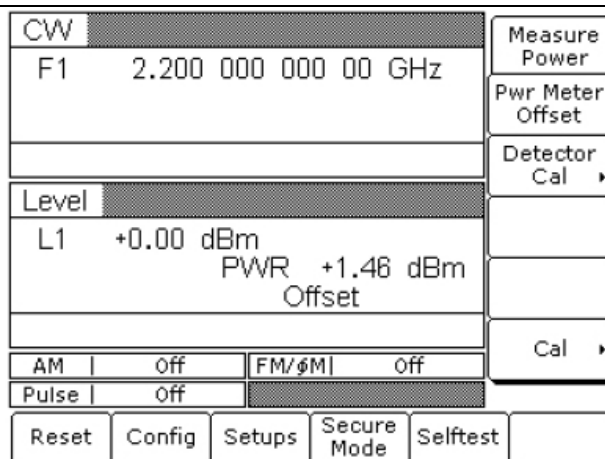 CW
F1 2.200 000 000 00 GHz
Level
L1 +0.00 dBm
PWR +1.46 dBm
Offset
AM | Off FM/ϕM| Off
Pulse | Off
Measure
Power
Pwr Meter
Offset
Detector
Cal
Cal
Reset Config Setups Secure Mode Selftest